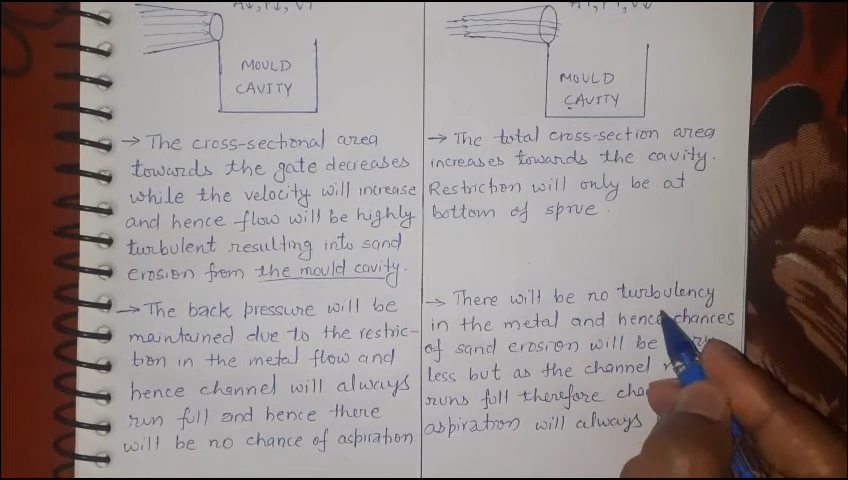 A↓, P↓, V↑
MOULD
CAVITY
→ The cross-sectional area
towards the gate decreases
while the velocity will increase
and hence flow will be highly
turbulent resulting into sand
erosion from the mould cavity.
→ The back pressure will be
maintained due to the restric-
tion in the metal flow and
hence channel will always
run full and hence there
will be no chance of aspiration
A↑, P↑, V↓
MOULD
CAVITY
→ The total cross-section area
increases towards the cavity.
Restriction will only be at
bottom of sprue.
→ There will be no turbulency
in the metal and hence chances
of sand erosion will be
less but as the channel
runs full therefore
aspiration will always